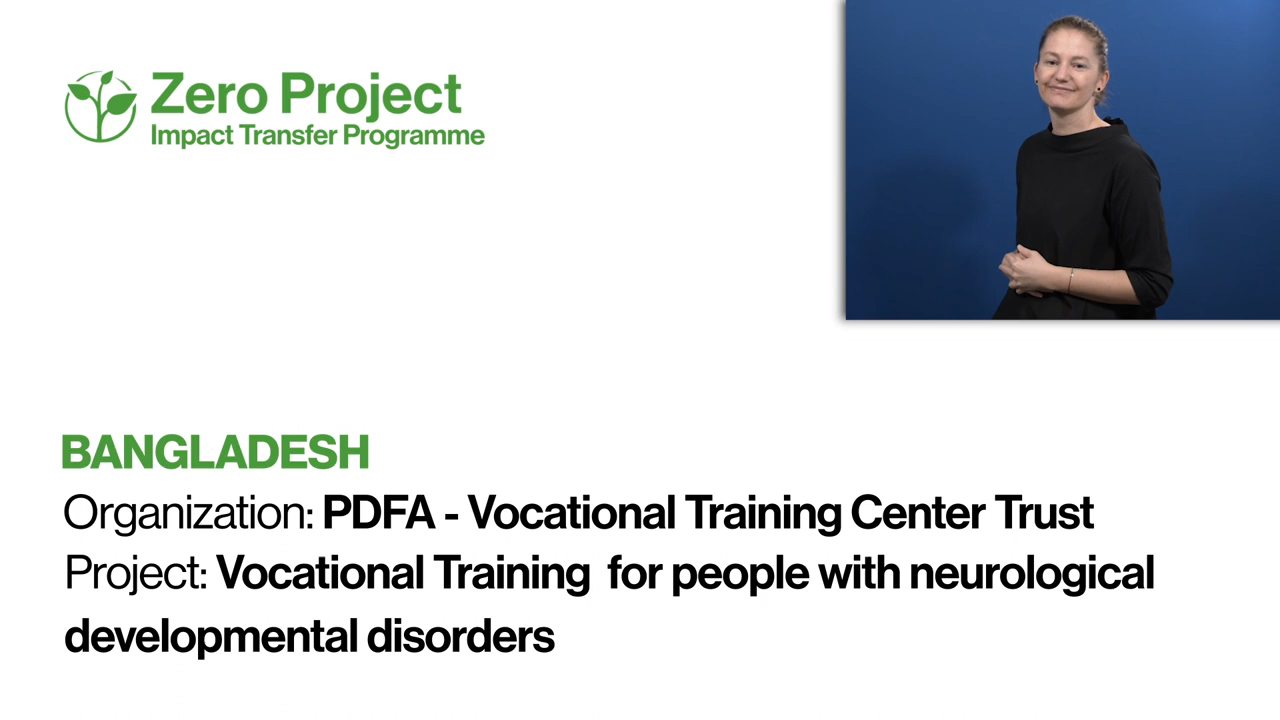 Zero Project
Impact Transfer Programme
BANGLADESH
Organization: PDFA - Vocational Training Center Trust
Project: Vocational Training for people with neurological
developmental disorders